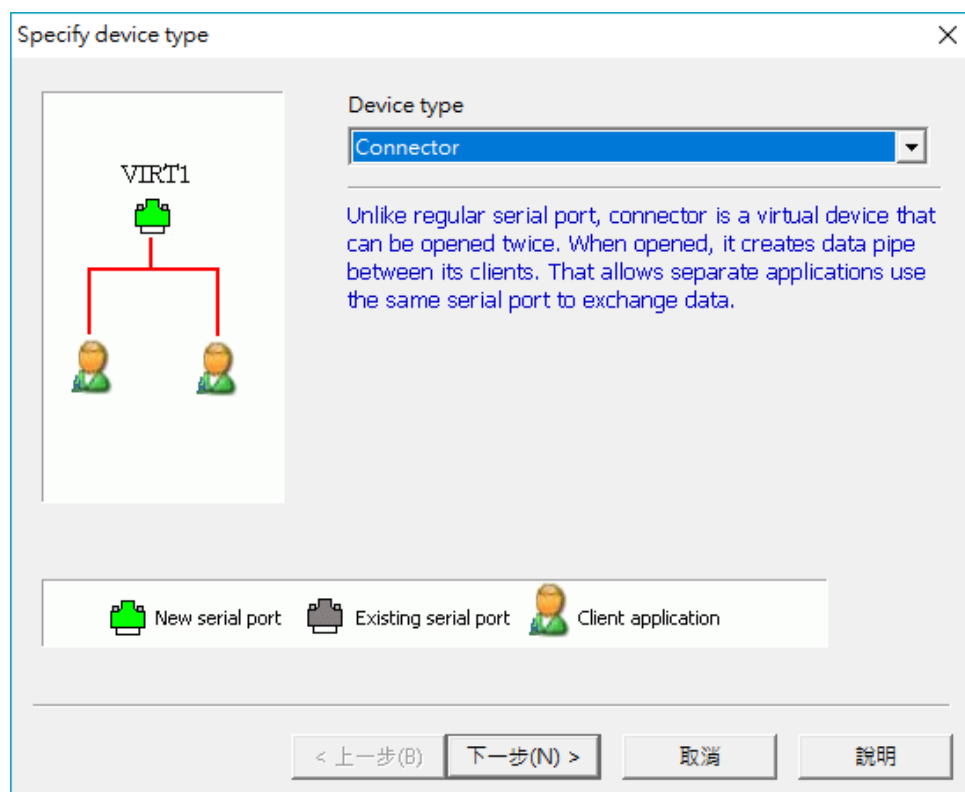 Specify device type
Device type
Connector
VIRT1
Unlike regular serial port, connector is a virtual device that
can be opened twice. When opened, it creates data pipe
between its clients. That allows separate applications use
the same serial port to exchange data.
New serial port Existing serial port Client application
< 上一步(B) 下一步(N) > 取消 說明